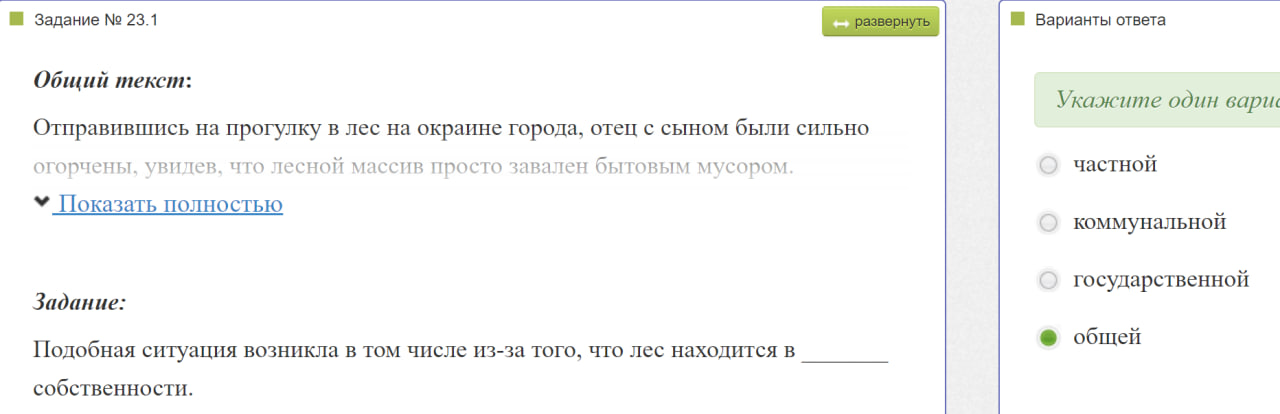 Задание № 23.1
развернуть
Общий текст:
Отправившись на прогулку в лес на окраине города, отец с сыном были сильно
огорчены, увидев, что лесной массив просто завален бытовым мусором.
Показать полностью
Задание:
Подобная ситуация возникла в том числе из-за того, что лес находится в _______
собственности.
Варианты ответа
Укажите один
частной
коммунальной
государственной
общей